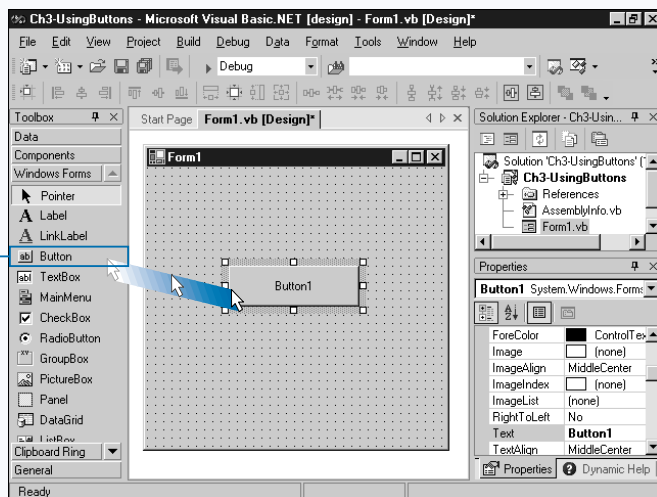 Ch3-UsingButtons - Microsoft Visual Basic.NET [design] - Form1.vb [Design]*
File Edit View Project Build Debug Data Format Tools Window Help
Debug
Toolbox
Data
Components
Windows Forms
Pointer
Label
LinkLabel
Button
TextBox
MainMenu
CheckBox
RadioButton
GroupBox
PictureBox
Panel
DataGrid
ListBox
Clipboard Ring
General
Start Page Form1.vb [Design]*
Form1
Button1
Solution Explorer - Ch3-Usin...
Solution 'Ch3-UsingButtons' (
Ch3-UsingButtons
References
AssemblyInfo.vb
Form1.vb
Properties
Button1 System.Windows.Forms
ForeColor ControlTex
Image (none)
ImageAlign MiddleCenter
ImageIndex (none)
ImageList (none)
RightToLeft No
Text Button1
TextAlign MiddleCenter
Properties Dynamic Help
Ready